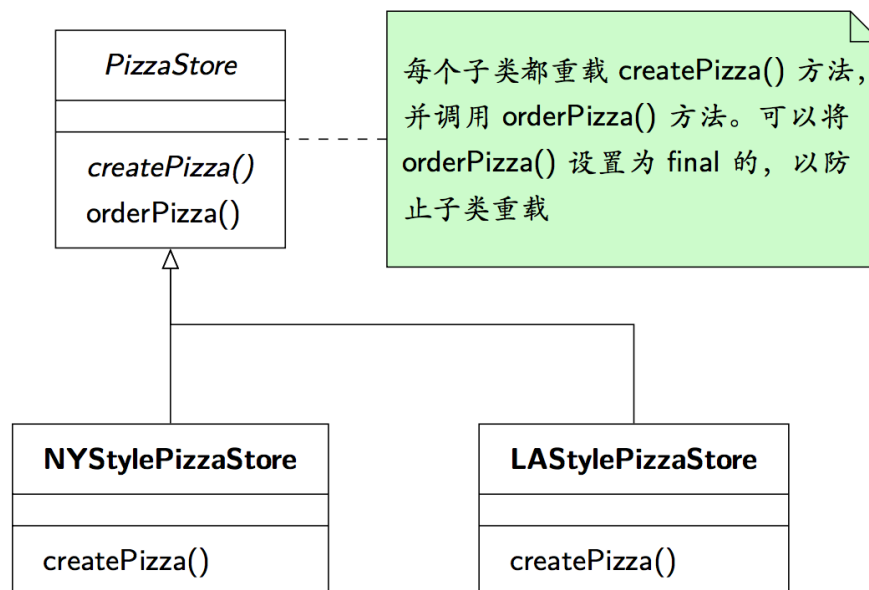 PizzaStore
createPizza()
orderPizza()
每个子类都重载 createPizza() 方法，
并调用 orderPizza() 方法。可以将
orderPizza() 设置为 final 的，以防
止子类重载
NYStylePizzaStore
createPizza()
LAStylePizzaStore
createPizza()